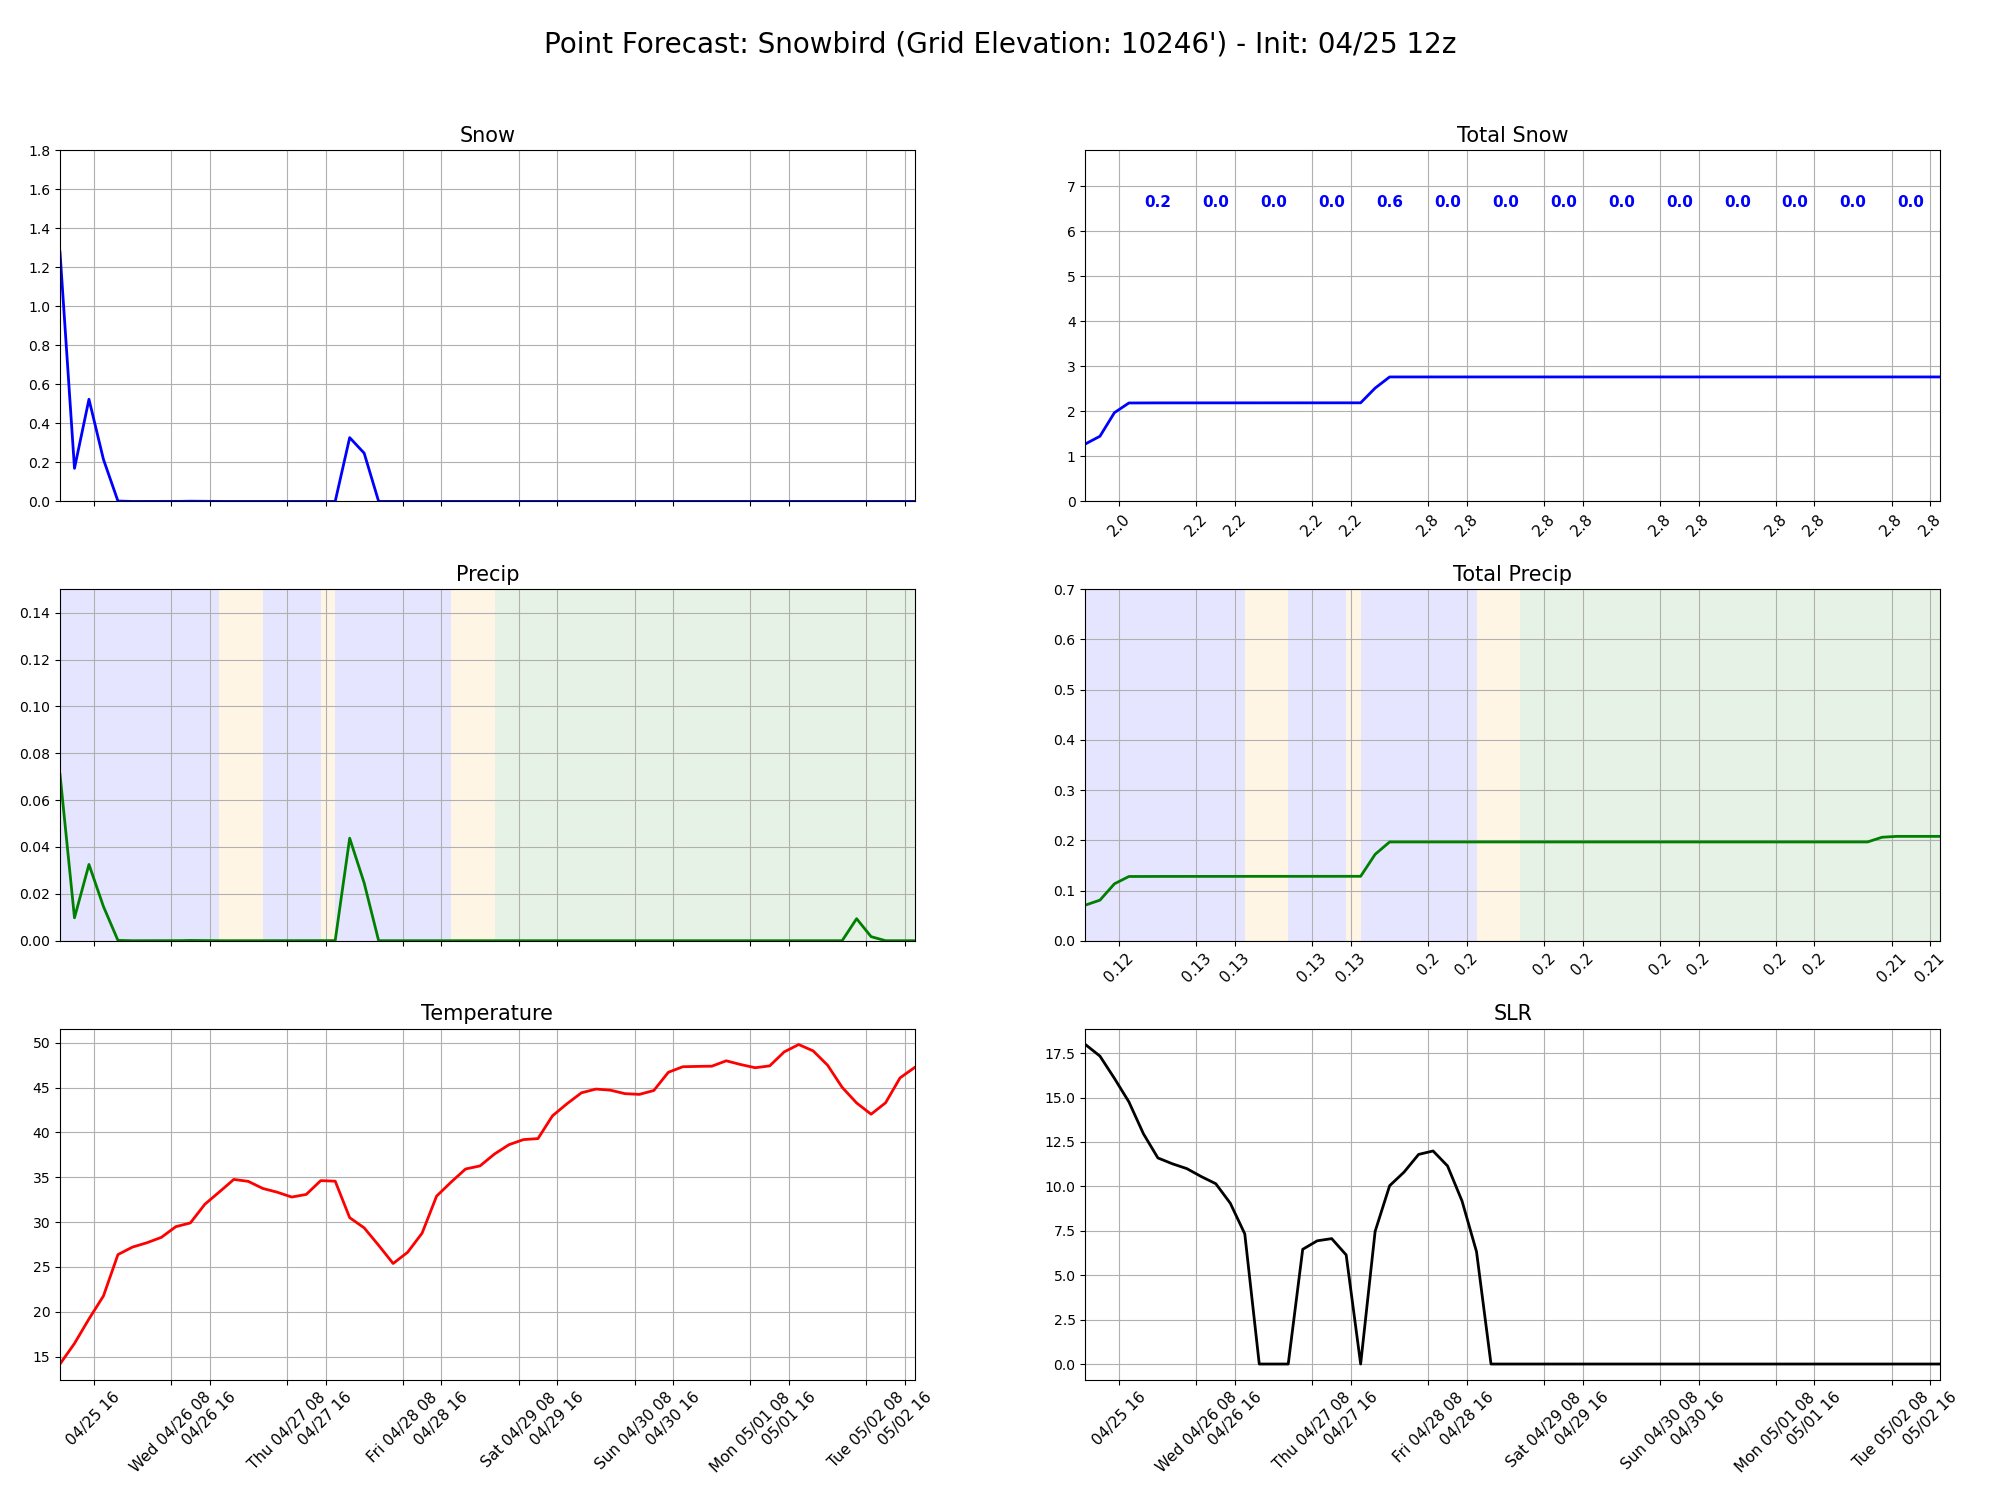 Point Forecast: Snowbird (Grid Elevation: 10246') - Init: 04/25 12z
Snow
1.8
1.6
1.4
1.2
1.0
0.8
0.6
0.4
0.2
0.0
Total Snow
7
6
5
4
3
2
1
0
0.2 0.0 0.0 0.0 0.6 0.0 0.0 0.0 0.0 0.0 0.0 0.0 0.0 0.0
2.0 2.2 2.2 2.2 2.2 2.8 2.8 2.8 2.8 2.8 2.8 2.8 2.8 2.8 2.8
Precip
0.14
0.12
0.10
0.08
0.06
0.04
0.02
0.00
Total Precip
0.7
0.6
0.5
0.4
0.3
0.2
0.1
0.0
0.12 0.13 0.13 0.13 0.13 0.2 0.2 0.2 0.2 0.2 0.2 0.2 0.2 0.21 0.21
Temperature
50
45
40
35
30
25
20
15
04/25 16
Wed 04/26 08
04/26 16
Thu 04/27 08
04/27 16
Fri 04/28 08
04/28 16
Sat 04/29 08
04/29 16
Sun 04/30 08
04/30 16
Mon 05/01 08
05/01 16
Tue 05/02 08
05/02 16
SLR
17.5
15.0
12.5
10.0
7.5
5.0
2.5
0.0
04/25 16
Wed 04/26 08
04/26 16
Thu 04/27 08
04/27 16
Fri 04/28 08
04/28 16
Sat 04/29 08
04/29 16
Sun 04/30 08
04/30 16
Mon 05/01 08
05/01 16
Tue 05/02 08
05/02 16